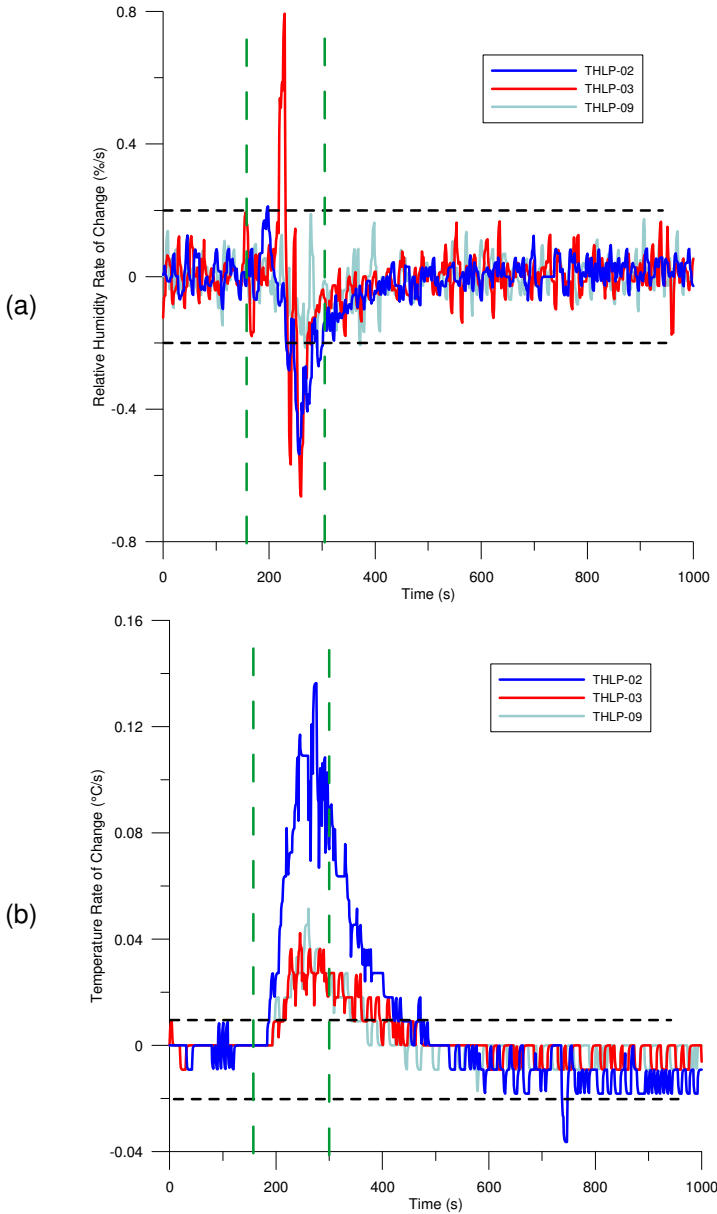 (a)
Relative Humidity Rate of Change (%/s)
0.8
0.4
0
-0.4
-0.8
THLP-02
THLP-03
THLP-09
0 200 400 600 800 1000
Time (s)
(b)
Temperature Rate of Change (°C/s)
0.16
0.12
0.08
0.04
0
-0.04
THLP-02
THLP-03
THLP-09
0 200 400 600 800 1000
Time (s)